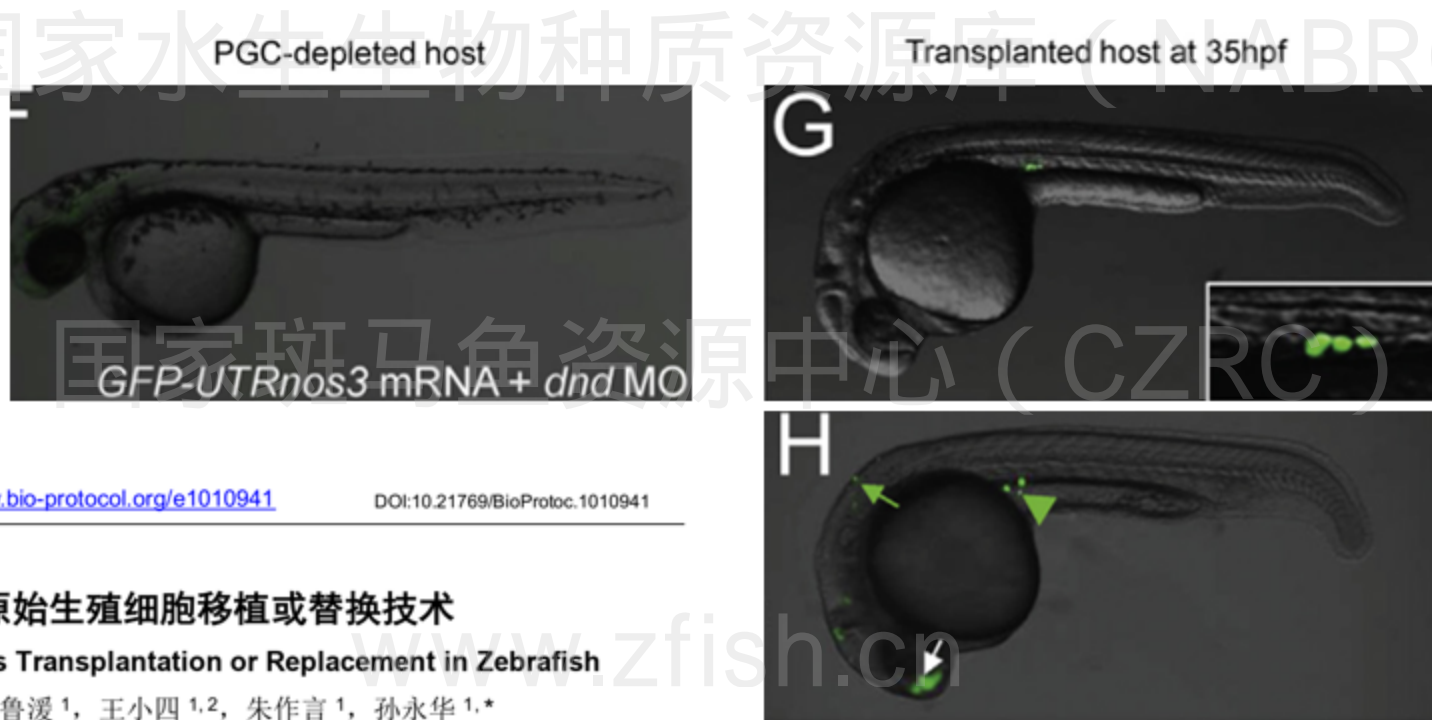 国家水生生物种质资源库（NABRC
PGC-depleted host
Transplanted host at 35hpf
G
国家斑马鱼资源中心（CZRC）
GFP-UTRnos3 mRNA + dnd MO
H
.bio-protocol.org/e1010941
DOI:10.21769/BioProtoc.1010941
原始生殖细胞移植或替换技术
s Transplantation or Replacement in Zebrafish
www.zfish.cn
鲁湲 1，王小四 1,2，朱作言 1，孙永华 1,*